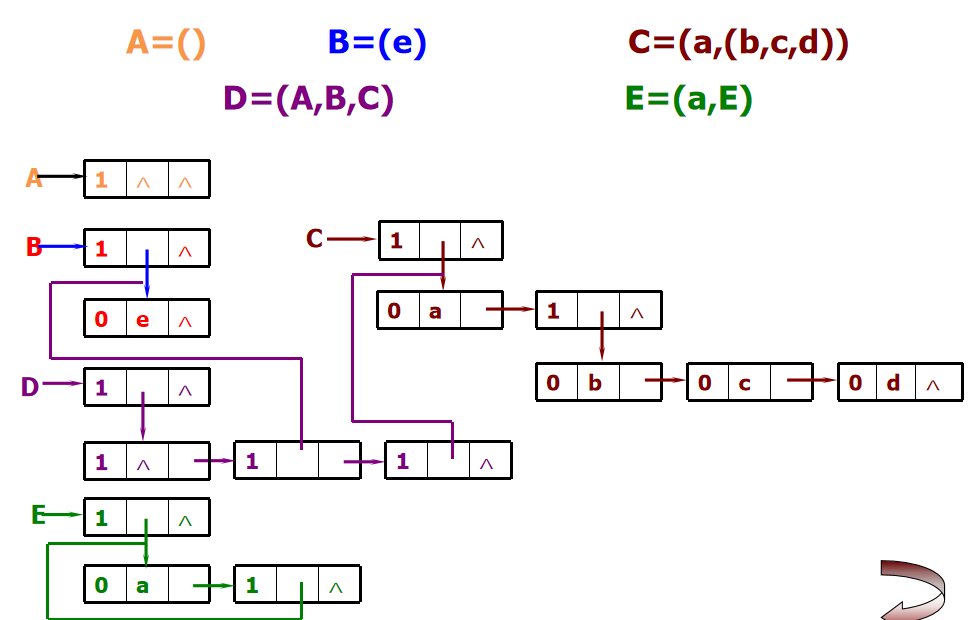 A=() B=(e) C=(a,(b,c,d))
D=(A,B,C) E=(a,E)
A 1 ^ ^
B 1 ^
C 1 ^
0 e ^
0 a 1 ^
D 1 ^
0 b 0 c 0 d ^
1 ^ 1 1 ^
E 1 ^
0 a 1 ^